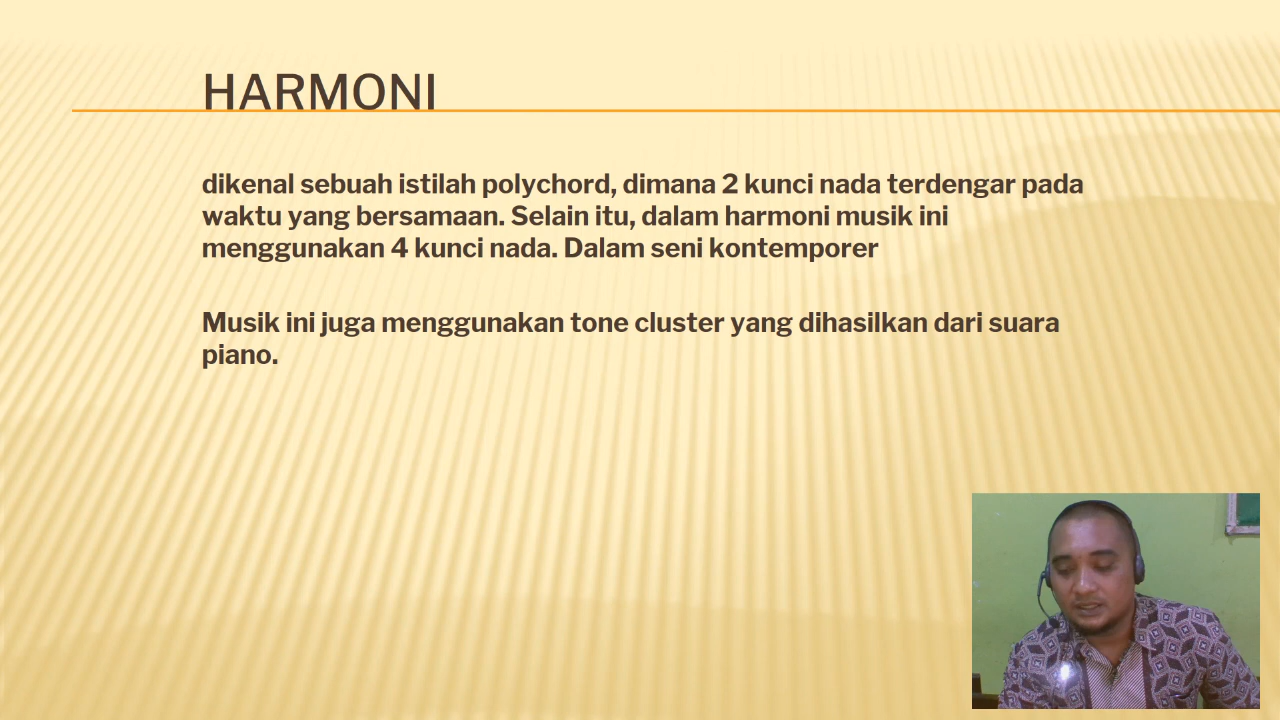 HARMONI
dikenal sebuah istilah polychord, dimana 2 kunci nada terdengar pada
waktu yang bersamaan. Selain itu, dalam harmoni musik ini
menggunakan 4 kunci nada. Dalam seni kontemporer
Musik ini juga menggunakan tone cluster yang dihasilkan dari suara
piano.